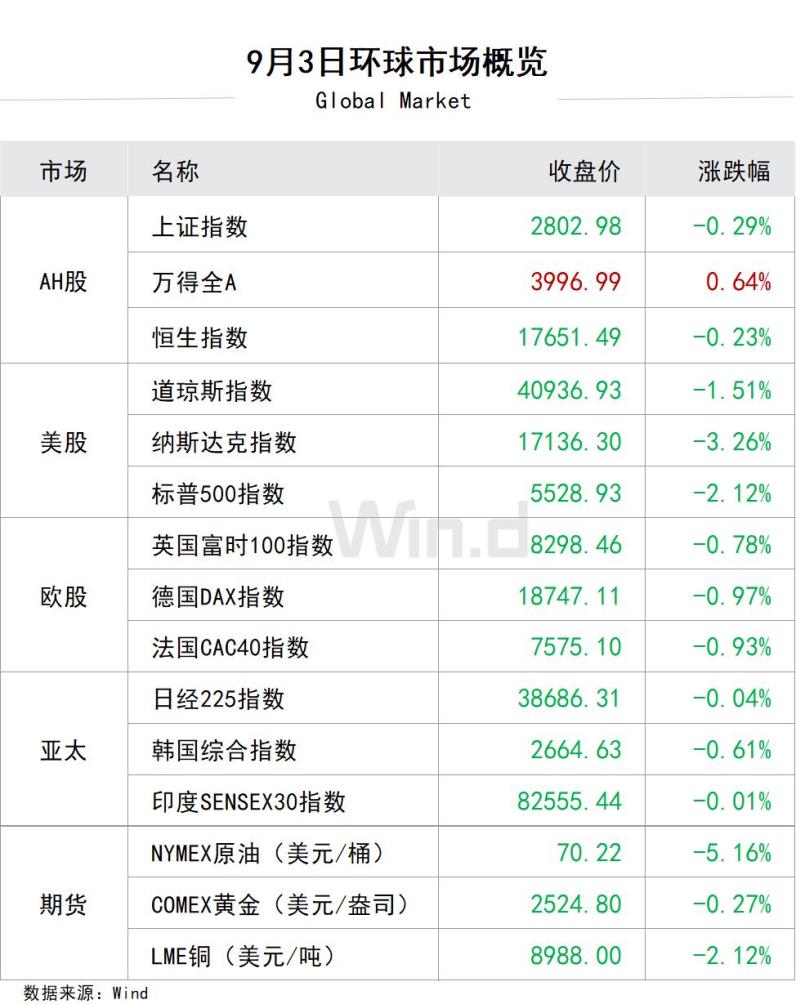 9月3日环球市场概览
Global Market
市场 名称 收盘价 涨跌幅
上证指数 2802.98 -0.29%
AH股 万得全A 3996.99 0.64%
恒生指数 17651.49 -0.23%
道琼斯指数 40936.93 -1.51%
美股 纳斯达克指数 17136.30 -3.26%
标普500指数 5528.93 -2.12%
Win.d
英国富时100指数 8298.46 -0.78%
欧股 德国DAX指数 18747.11 -0.97%
法国CAC40指数 7575.10 -0.93%
日经225指数 38686.31 -0.04%
亚太 韩国综合指数 2664.63 -0.61%
印度SENSEX30指数 82555.44 -0.01%
NYMEX原油（美元/桶） 70.22 -5.16%
期货 COMEX黄金（美元/盎司） 2524.80 -0.27%
LME铜（美元/吨） 8988.00 -2.12%
数据来源：Wind